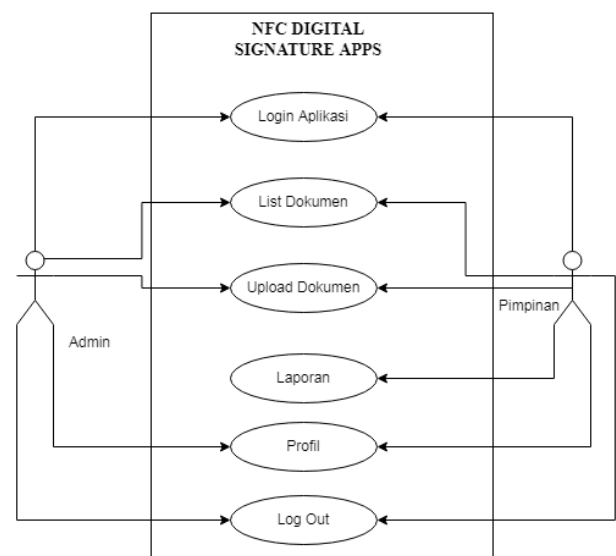 NFC DIGITAL
SIGNATURE APPS
Login Aplikasi
List Dokumen
Upload Dokumen
Pimpinan
Admin
Laporan
Profil
Log Out